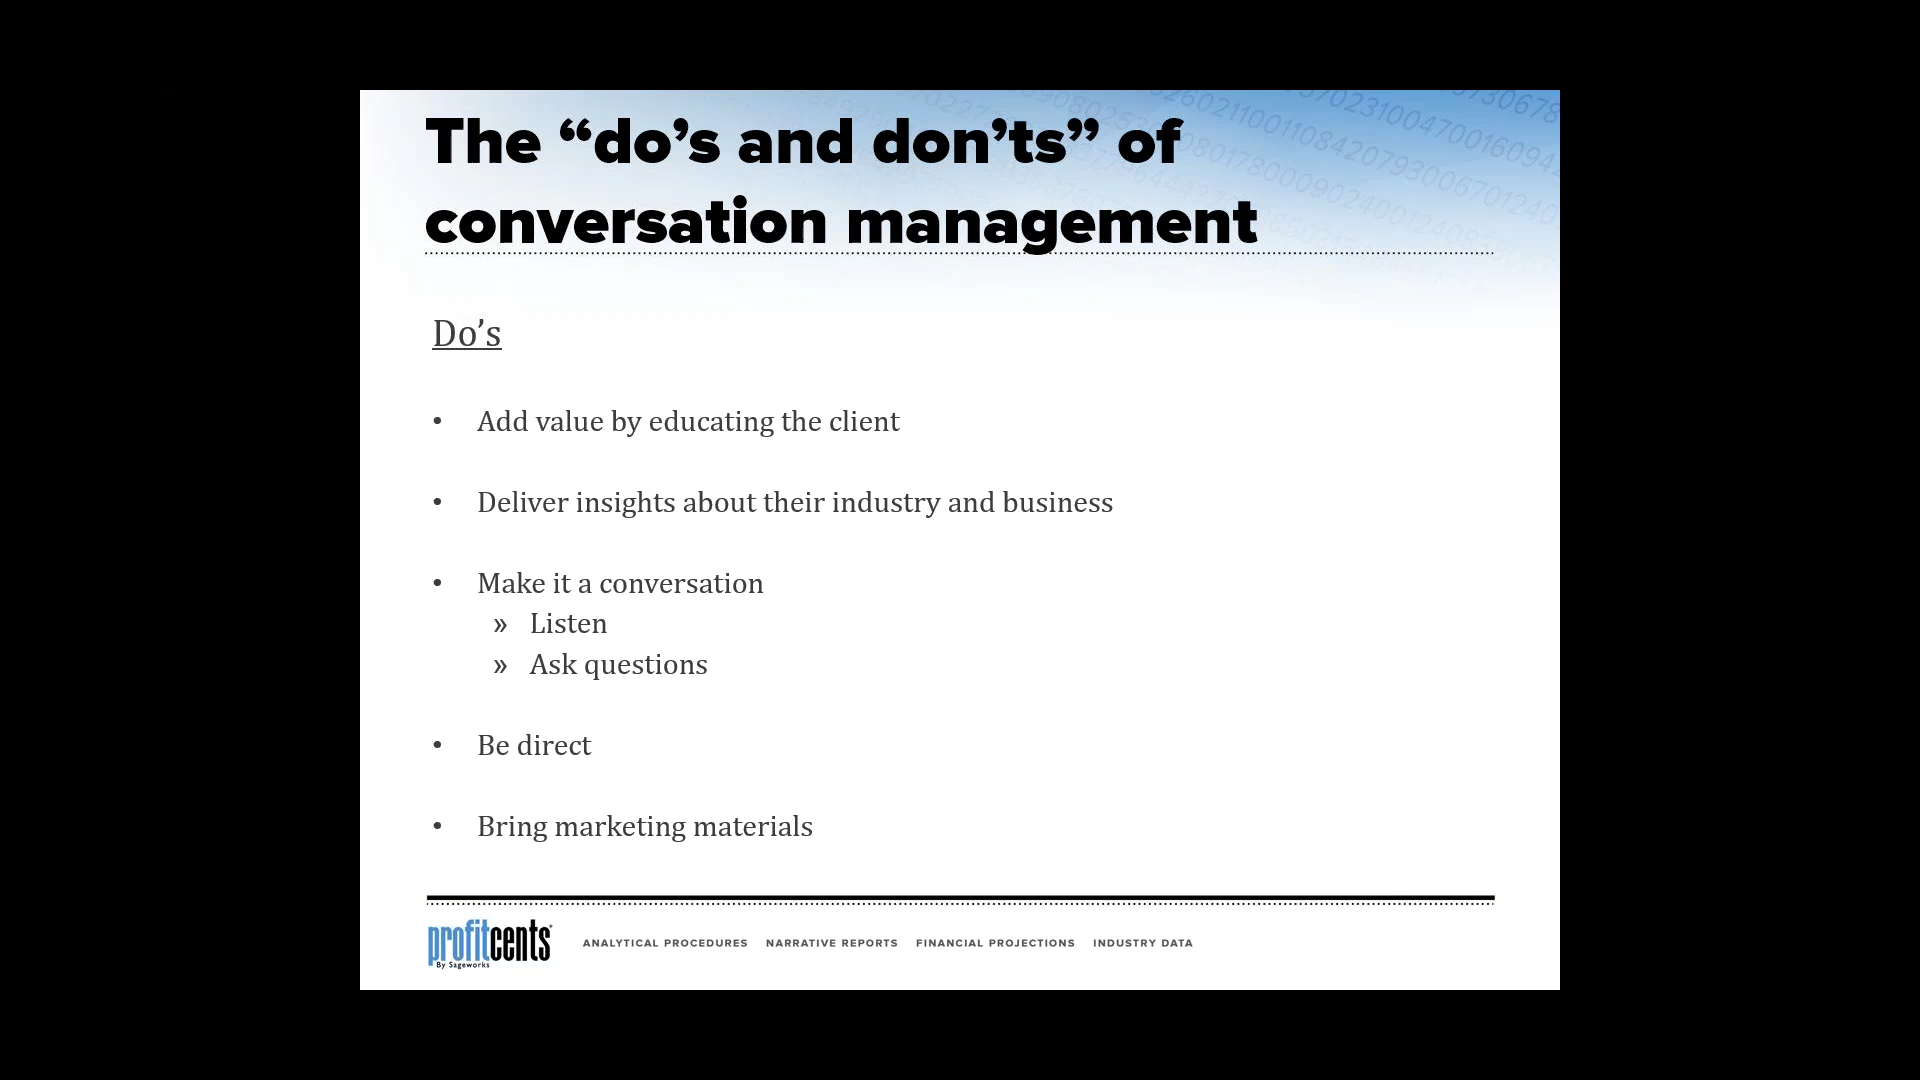 The “do’s and don’ts” of
conversation management
Do’s
• Add value by educating the client
• Deliver insights about their industry and business
• Make it a conversation
» Listen
» Ask questions
• Be direct
• Bring marketing materials
profitcents
By Sageworks
ANALYTICAL PROCEDURES NARRATIVE REPORTS FINANCIAL PROJECTIONS INDUSTRY DATA